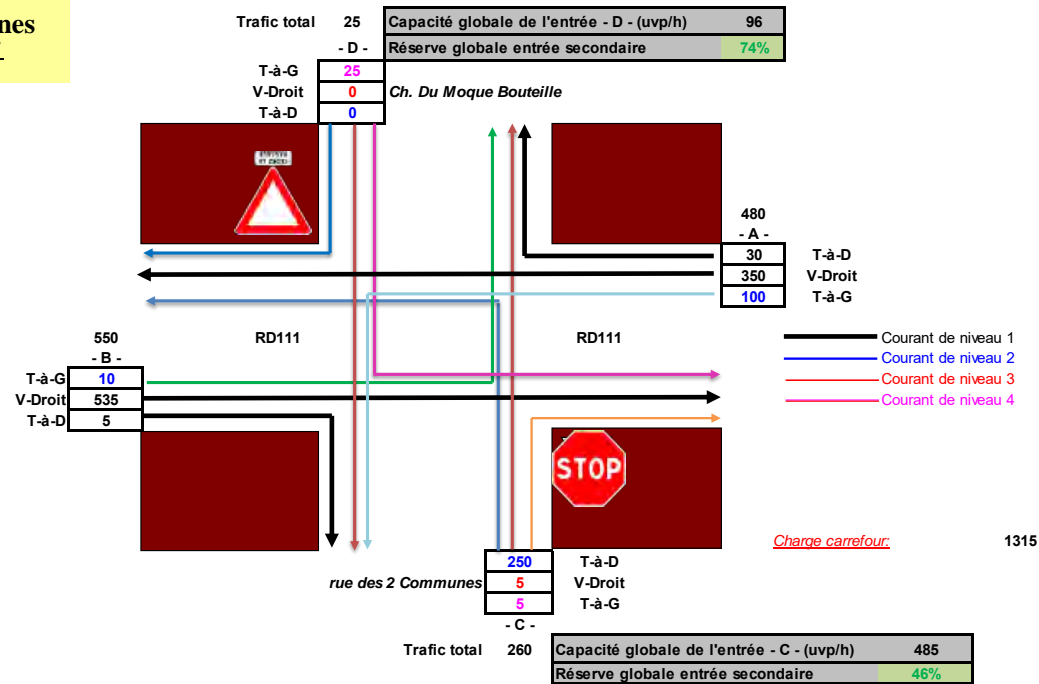 nes
Trafic total 25 Capacité globale de l'entrée - D - (uvp/h) 96
- D - Réserve globale entrée secondaire 74%
T-à-G 25
V-Droit 0 Ch. Du Moque Bouteille
T-à-D 0
480
- A -
30 T-à-D
350 V-Droit
100 T-à-G
550 RD111 RD111
- B -
T-à-G 10
V-Droit 535
T-à-D 5
Courant de niveau 1
Courant de niveau 2
Courant de niveau 3
Courant de niveau 4
STOP
Charge carrefour: 1315
250 T-à-D
rue des 2 Communes 5 V-Droit
5 T-à-G
- C -
Trafic total 260 Capacité globale de l'entrée - C - (uvp/h) 485
Réserve globale entrée secondaire 46%